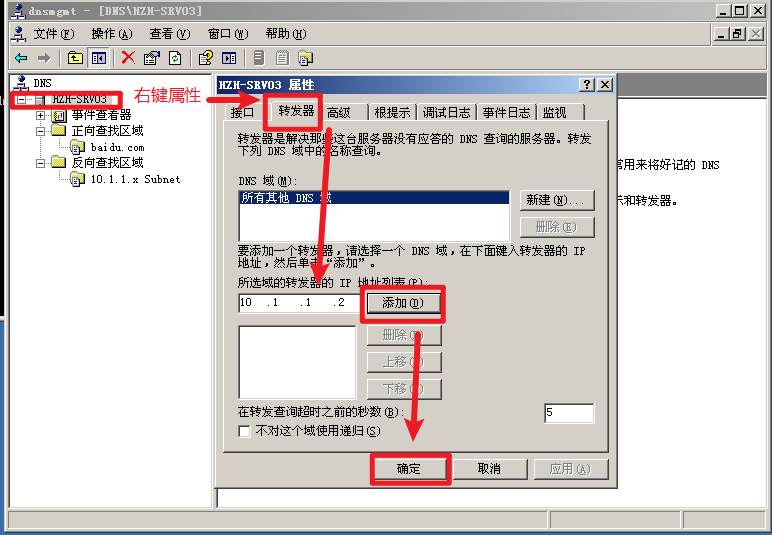 dnsmgmt - [DNS\HZH-SRV03]
文件(F) 操作(A) 查看(V) 窗口(W) 帮助(H)
DNS
HZH-SRV03
事件查看器
正向查找区域
baidu.com
反向查找区域
10.1.1.x Subnet
右键属性
HZH-SRV03 属性
接口 转发器 高级 根提示 调试日志 事件日志 监视
转发器是解决那些这台服务器没有应答的 DNS 查询的服务器。转发
下列 DNS 域中的名称查询。
DNS 域(M):
所有其他 DNS 域
新建(N)...
删除(E)
要添加一个转发器，请选择一个 DNS 域，在下面键入转发器的 IP
地址，然后单击“添加”。
所选域的转发器的 IP 地址列表(P):
10 .1 .1 .2
添加(D)
删除
上移
下移
在转发查询超时之前的秒数(B):
5
不对这个域使用递归(S)
确定 取消 应用(A)
常用来将好记的 DNS
示和转发器。